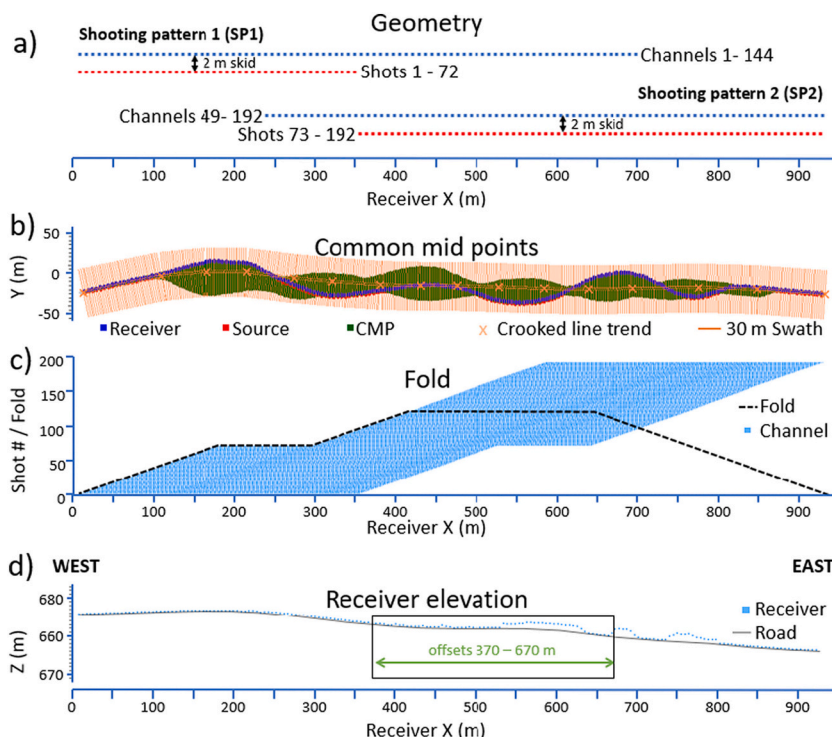 a)
Geometry
Shooting pattern 1 (SP1)
2 m skid
Channels 1- 144
Shots 1 - 72
Shooting pattern 2 (SP2)
Channels 49- 192
2 m skid
Shots 73 - 192
0 100 200 300 400 500 600 700 800 900
Receiver X (m)
b)
Common mid points
Y (m)
50
0
-50
Receiver Source CMP Crooked line trend 30 m Swath
c)
Fold
Shot # / Fold
200
150
100
50
0
Fold
Channel
0 100 200 300 400 500 600 700 800 900
Receiver X (m)
d)
WEST EAST
Receiver elevation
Z (m)
680
660
670
Receiver
Road
offsets 370 – 670 m
0 100 200 300 400 500 600 700 800 900
Receiver X (m)